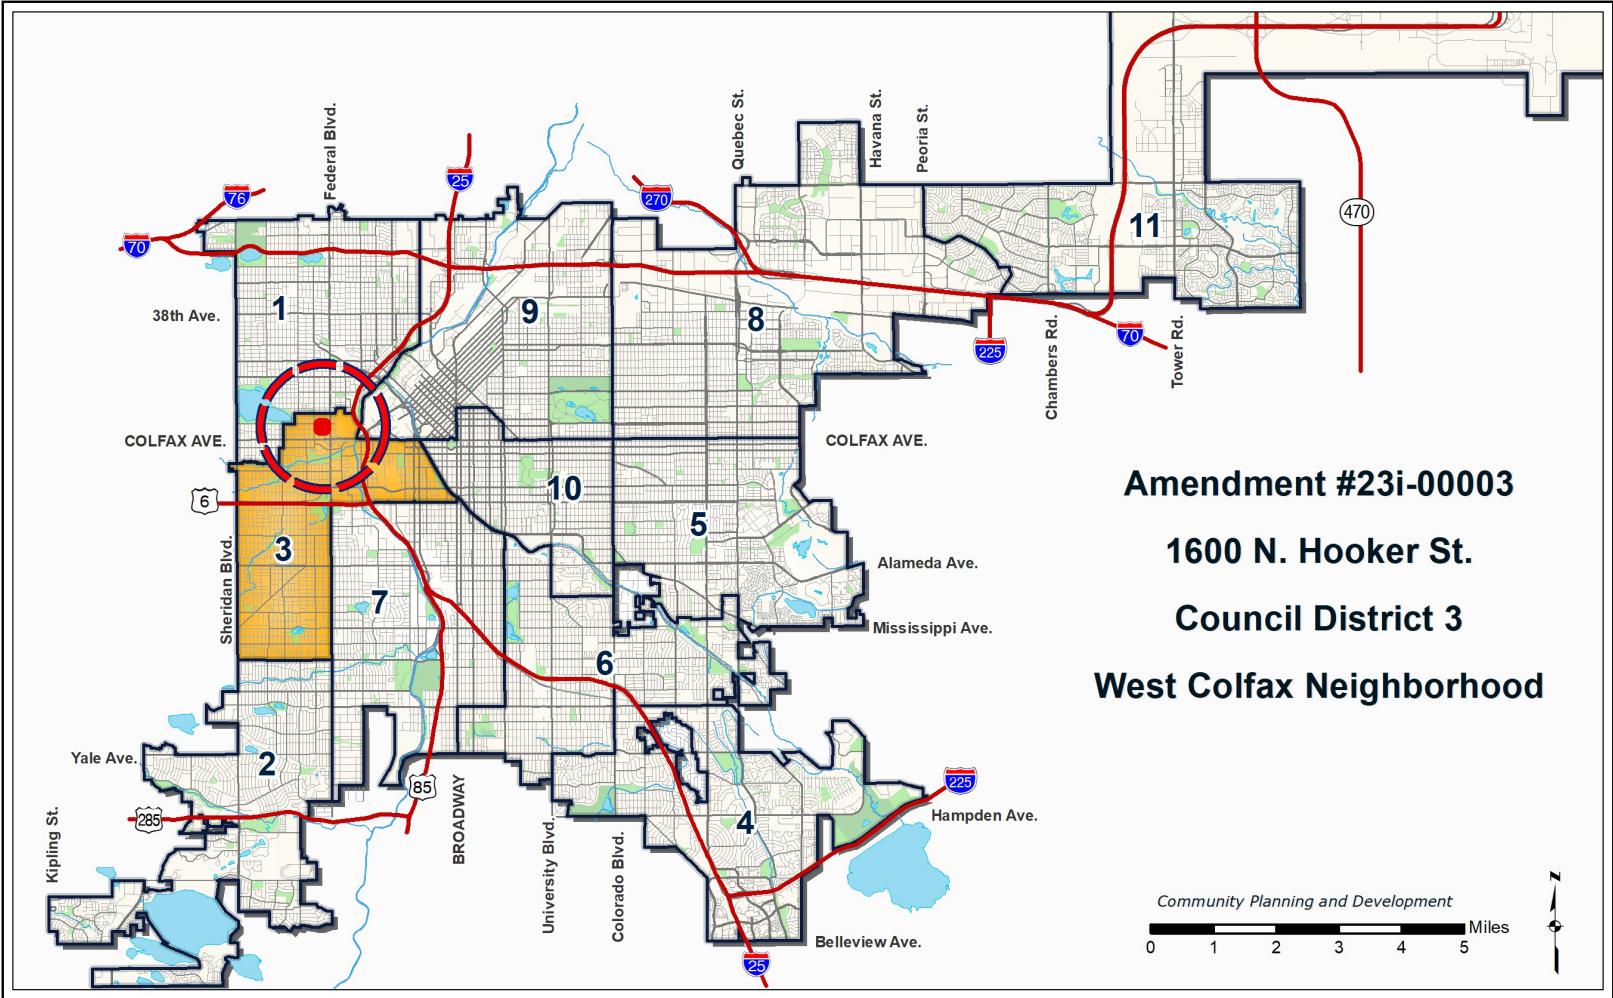 Federal Blvd.
Quebec St.
Havana St.
Peoria St.
76
25
270
70
470
11
1
9
8
38th Ave.
225
70
Chambers Rd.
Tower Rd.
COLFAX AVE.
COLFAX AVE.
6
10
5
3
Sheridan Blvd.
7
Alameda Ave.
Mississippi Ave.
6
Amendment #23i-00003
1600 N. Hooker St.
Council District 3
West Colfax Neighborhood
Yale Ave.
2
85
285
BROADWAY
Kipling St.
University Blvd.
Colorado Blvd.
4
225
Hampden Ave.
Belleview Ave.
25
Community Planning and Development
Miles
0 1 2 3 4 5
N